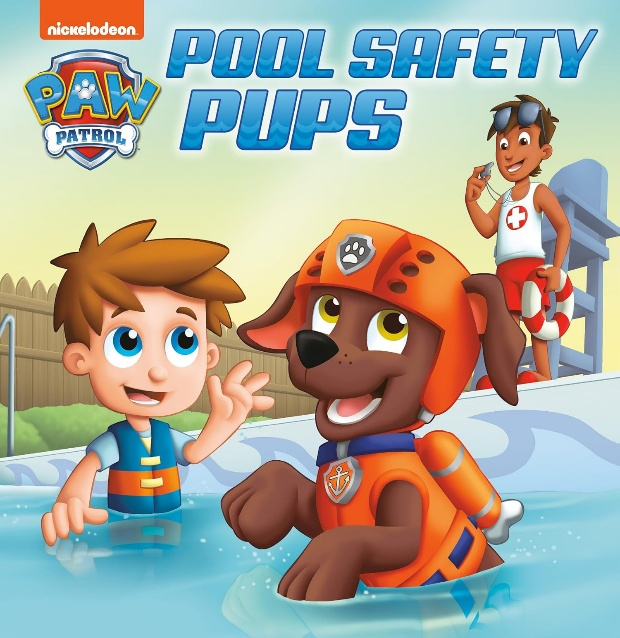 nickelodeon
PAW
PATROL
POOL SAFETY
PUPS